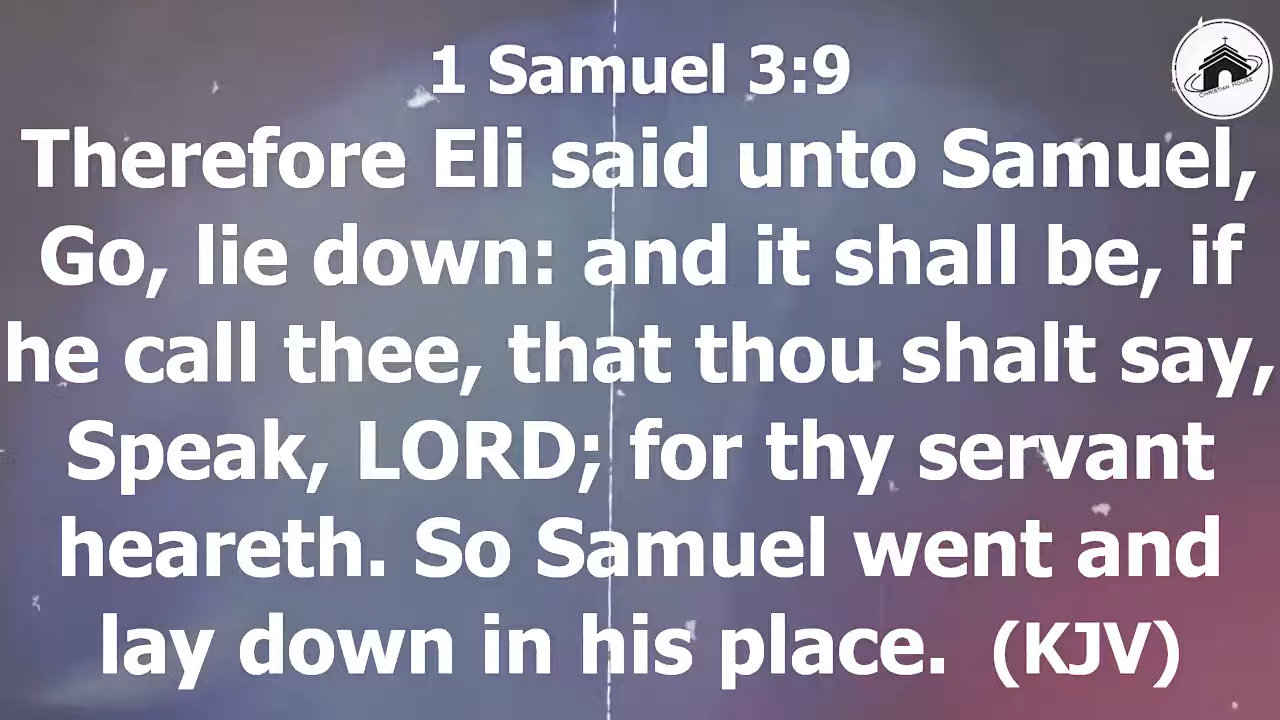 1 Samuel 3:9
Therefore Eli said unto Samuel,
Go, lie down: and it shall be, if
he call thee, that thou shalt say,
Speak, LORD; for thy servant
heareth. So Samuel went and
lay down in his place. (KJV)
CHRISTIAN HOUSE